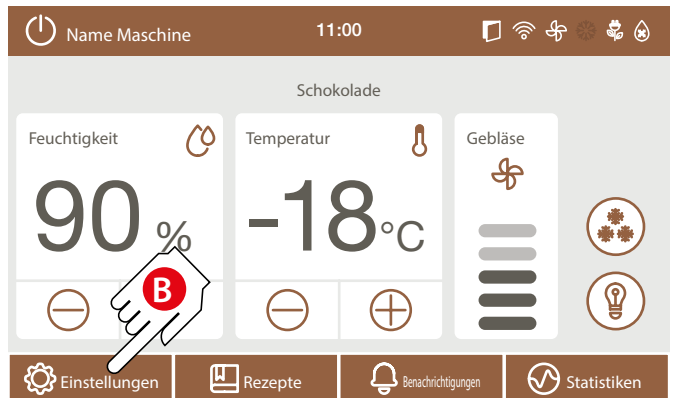 Name Maschine
11:00
Schokolade
Feuchtigkeit
Temperatur
Gebläse
90 %
-18°C
B
Einstellungen
Rezepte
Benachrichtigungen
Statistiken